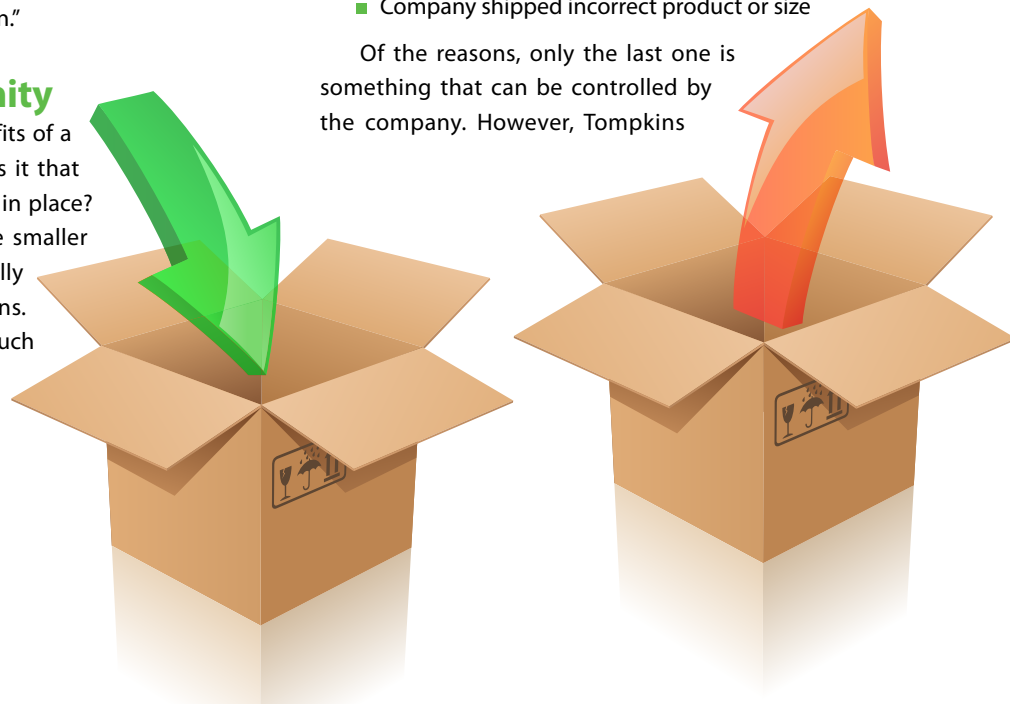 n.”
nity
fits of a
s it that
in place?
e smaller
lly
ns.
uch
Company shipped incorrect product or size
Of the reasons, only the last one is
something that can be controlled by
the company. However, Tompkins